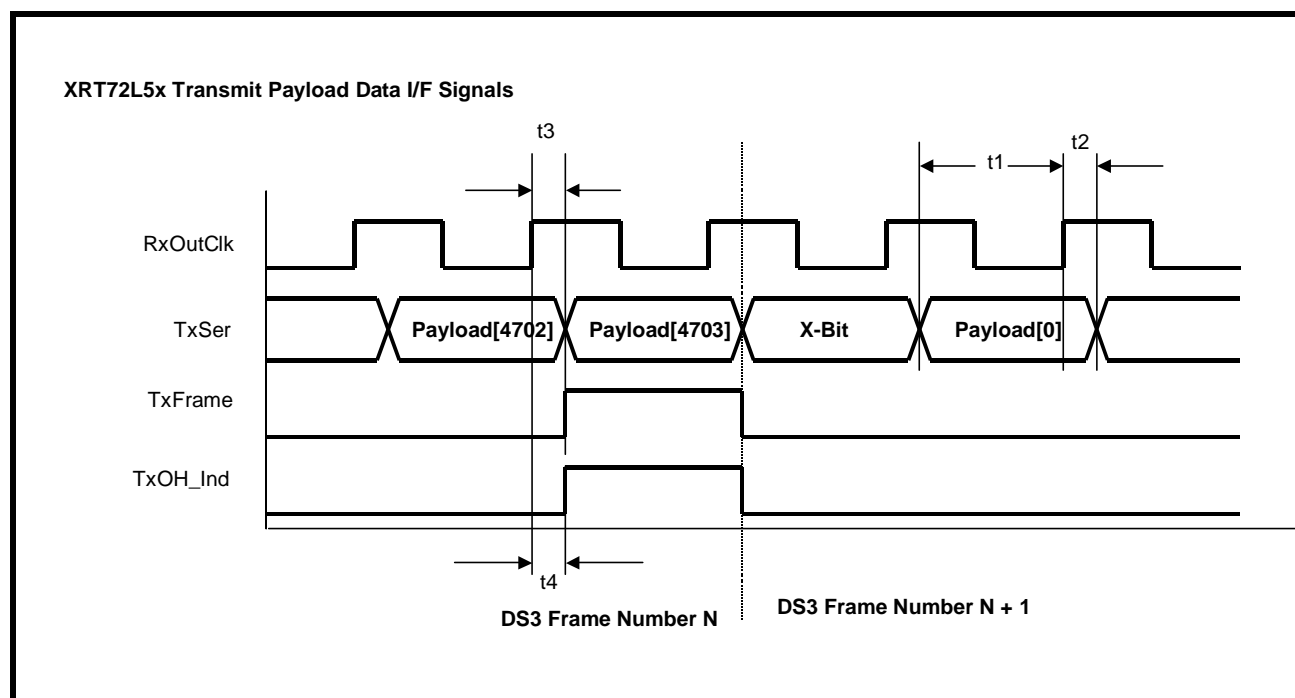 XRT72L5x Transmit Payload Data I/F Signals
t3
t2
t1
RxOutClk
TxSer
Payload[4702]
Payload[4703]
X-Bit
Payload[0]
TxFrame
TxOH_Ind
t4
DS3 Frame Number N
DS3 Frame Number N + 1